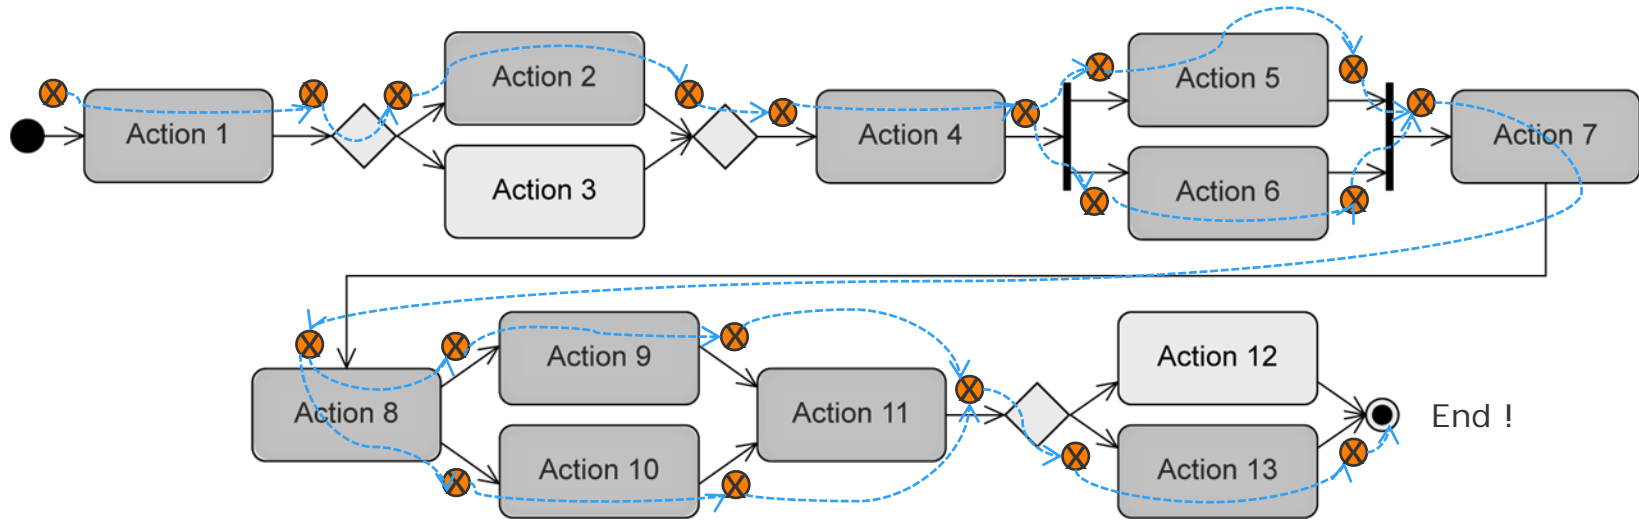 Action 1
Action 2
Action 3
Action 4
Action 5
Action 6
Action 7
Action 8
Action 9
Action 10
Action 11
Action 12
Action 13
End !